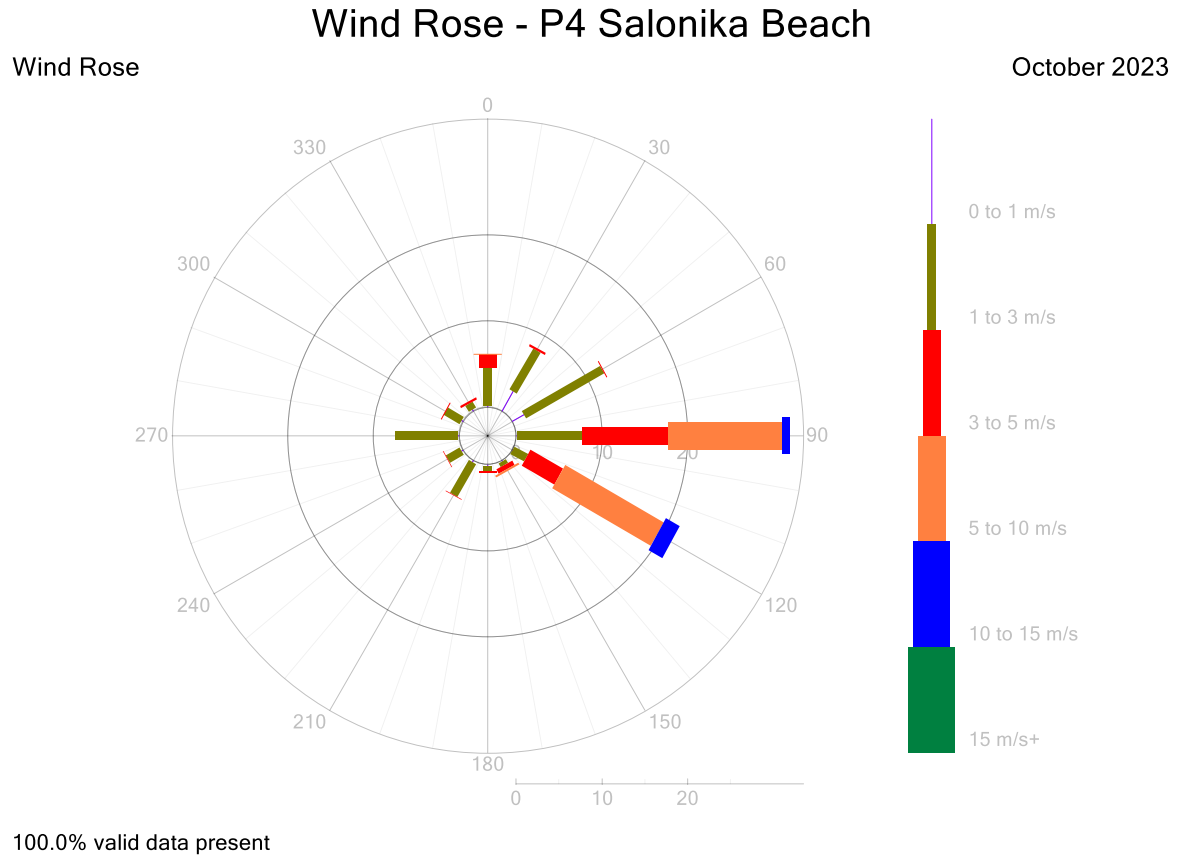 Wind Rose - P4 Salonika Beach
Wind Rose
October 2023
0
330
30
300
60
270
10
20
90
240
120
210
150
180
0
10
20
0 to 1 m/s
1 to 3 m/s
3 to 5 m/s
5 to 10 m/s
10 to 15 m/s
15 m/s+
100.0% valid data present